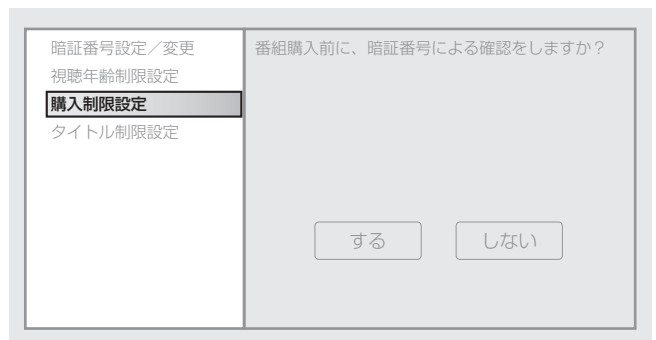 暗証番号設定／変更
視聴年齢制限設定
購入制限設定
タイトル制限設定
番組購入前に、暗証番号による確認をしますか？
する
しない